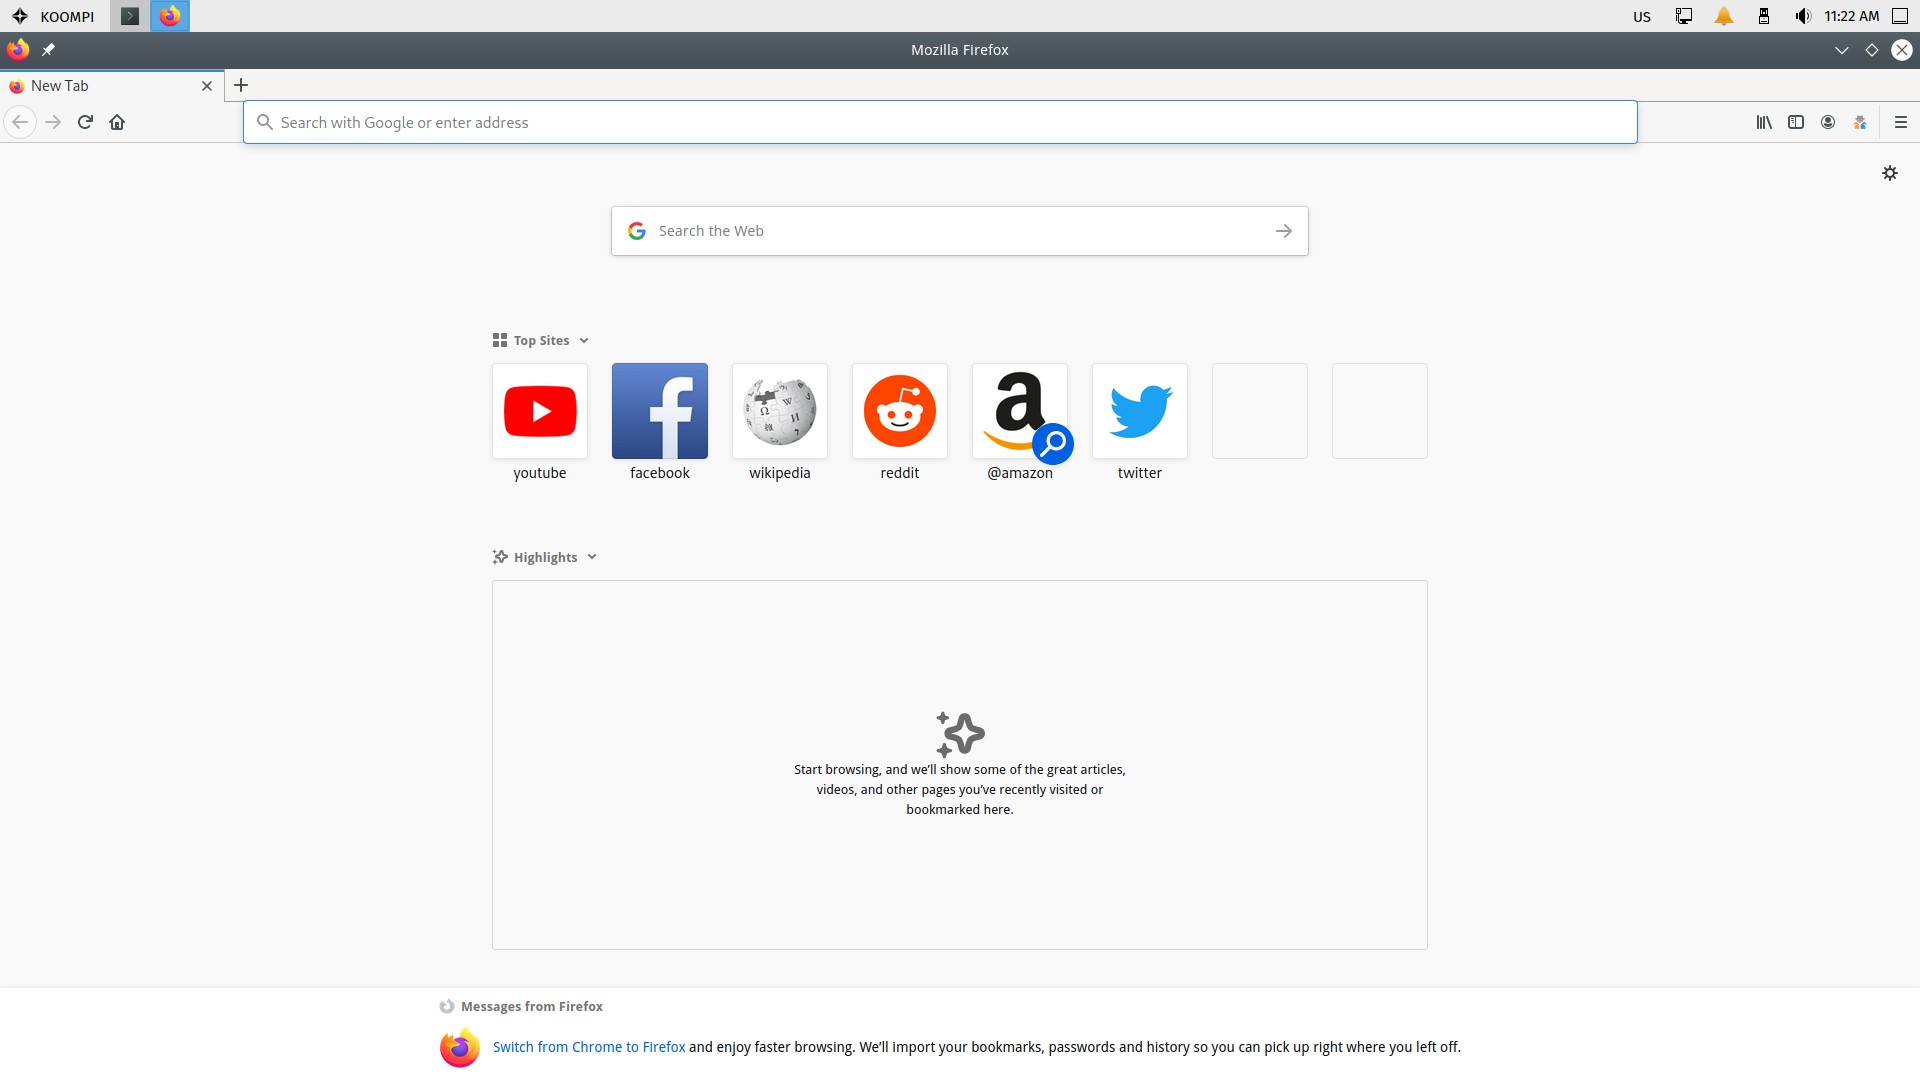 KOOMPI
US
11:22 AM
Mozilla Firefox
New Tab
Search with Google or enter address
Search the Web
Top Sites
youtube
facebook
wikipedia
reddit
@amazon
twitter
Highlights
Start browsing, and we’ll show some of the great articles,
videos, and other pages you’ve recently visited or
bookmarked here.
Messages from Firefox
Switch from Chrome to Firefox and enjoy faster browsing. We’ll import your bookmarks, passwords and history so you can pick up right where you left off.